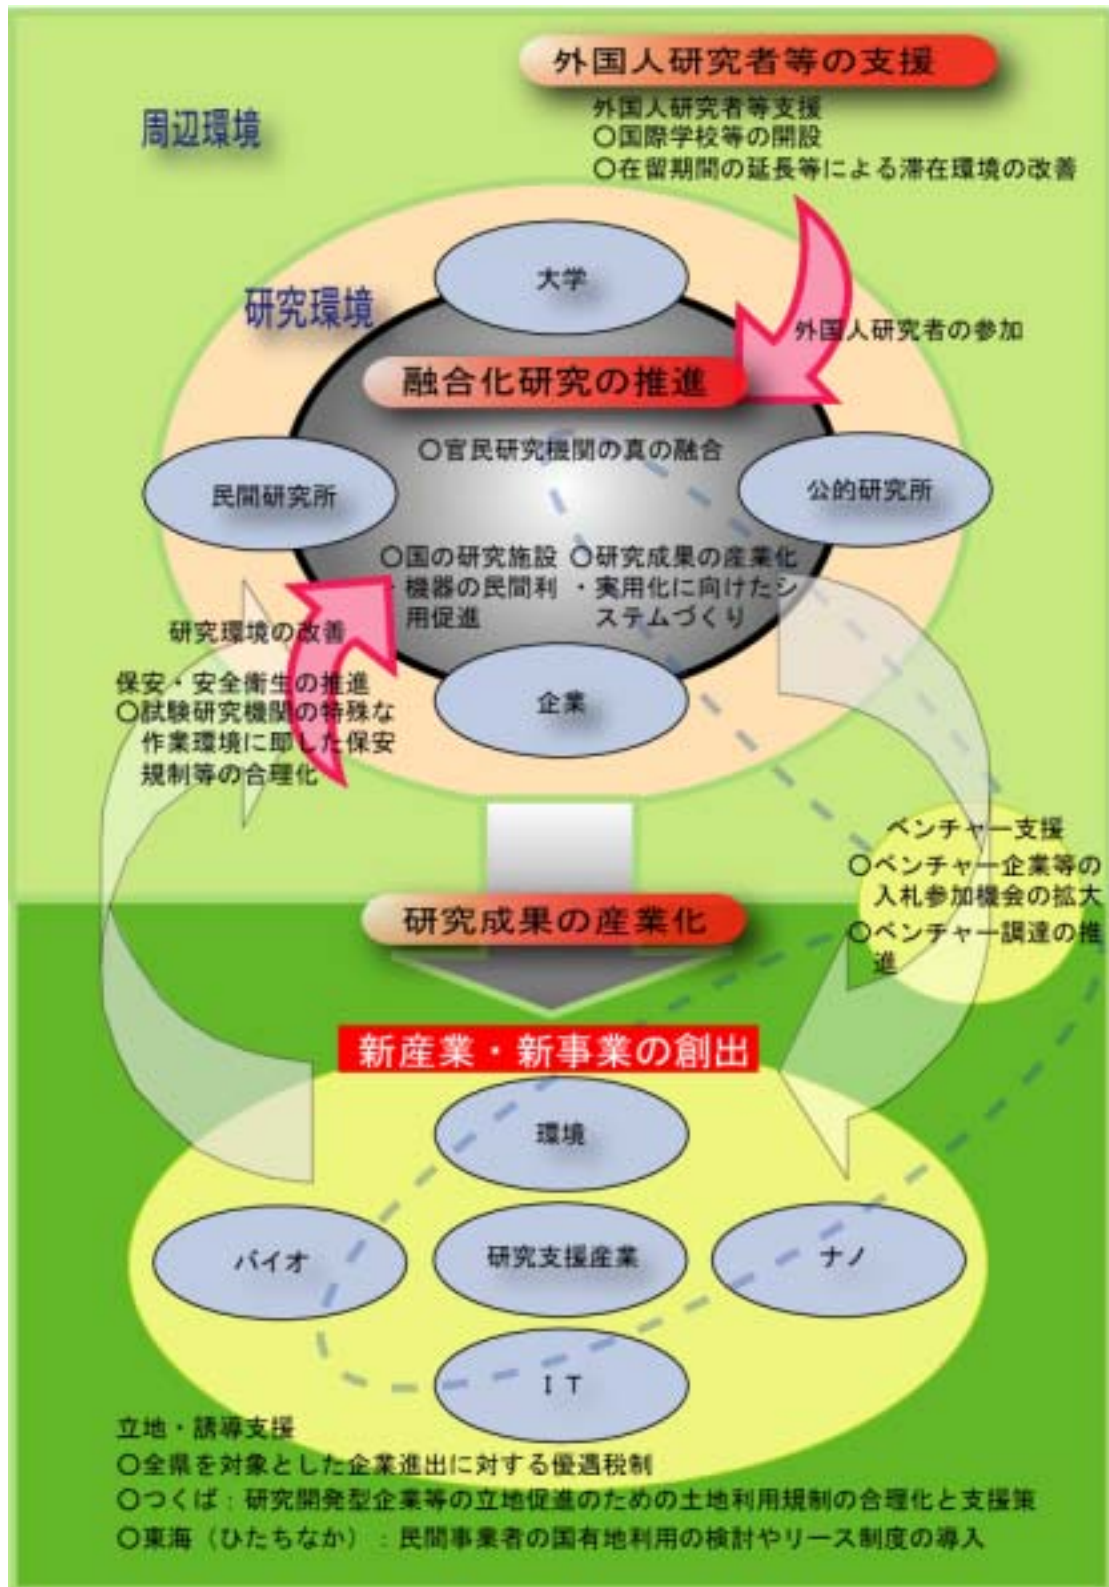 外国人研究者等の支援
周辺環境
外国人研究者等支援
○国際学校等の開設
○在留期間の延長等による滞在環境の改善
大学
研究環境
外国人研究者の参加
融合化研究の推進
○官民研究機関の真の融合
民間研究所
公的研究所
○国の研究施設
・機器の民間利
用促進
○研究成果の産業化
・実用化に向けたシ
ステムづくり
研究環境の改善
保安・安全衛生の推進
○試験研究機関の特殊な
作業環境に即した保安
規制等の合理化
企業
ベンチャー支援
○ベンチャー企業等の
入札参加機会の拡大
○ベンチャー調達の推
進
研究成果の産業化
新産業・新事業の創出
環境
バイオ
研究支援産業
ナノ
ＩＴ
立地・誘導支援
○全県を対象とした企業進出に対する優遇税制
○つくば：研究開発型企業等の立地促進のための土地利用規制の合理化と支援策
○東海（ひたちなか）：民間事業者の国有地利用の検討やリース制度の導入